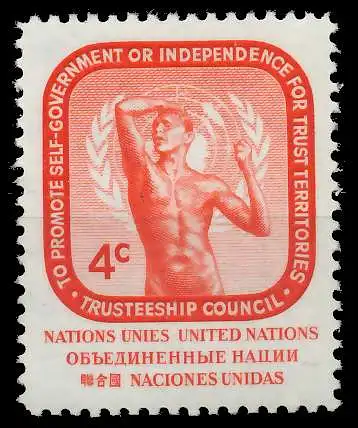 · TO PROMOTE SELF-GOVERNMENT OR INDEPENDENCE FOR TRUST TERRITORIES ·
4c
TRUSTEESHIP COUNCIL
NATIONS UNIES UNITED NATIONS
ОБЪЕДИНЕННЫЕ НАЦИИ
聯合國 NACIONES UNIDAS